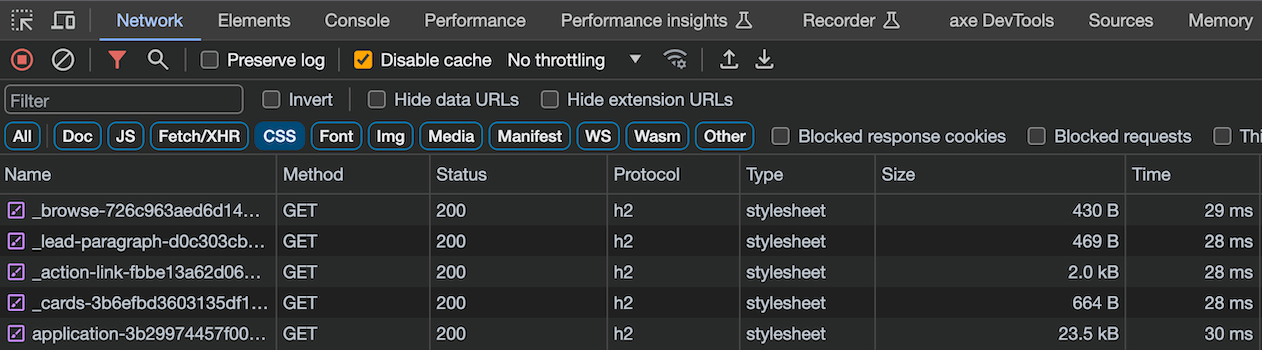 Network Elements Console Performance Performance insights Recorder axe DevTools Sources Memory
Preserve log Disable cache No throttling
Filter Invert Hide data URLs Hide extension URLs
All Doc JS Fetch/XHR CSS Font Img Media Manifest WS Wasm Other Blocked response cookies Blocked requests Thi
Name Method Status Protocol Type Size Time
_browse-726c963aed6d14... GET 200 h2 stylesheet 430 B 29 ms
_lead-paragraph-d0c303cb... GET 200 h2 stylesheet 469 B 28 ms
_action-link-fbbe13a62d06... GET 200 h2 stylesheet 2.0 kB 28 ms
_cards-3b6efbd3603135df1... GET 200 h2 stylesheet 664 B 28 ms
application-3b29974457f00... GET 200 h2 stylesheet 23.5 kB 30 ms